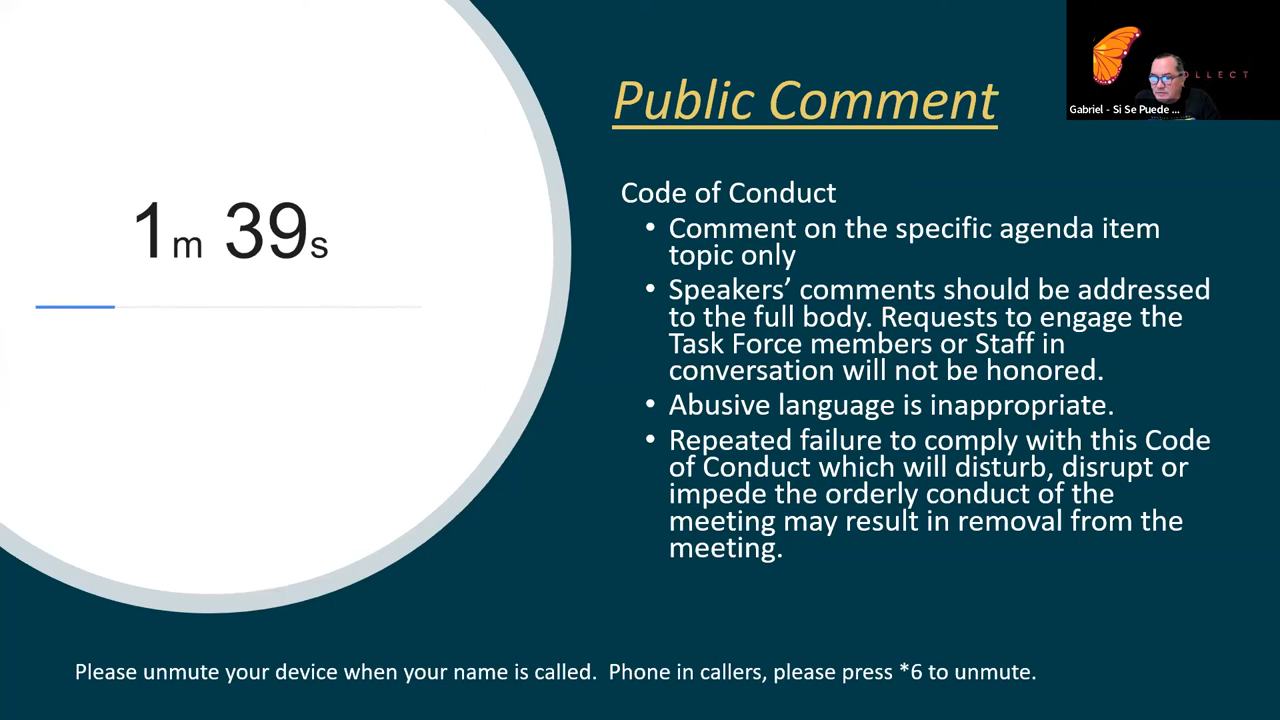 Public Comment
OLLECT
Gabriel - Si Se Puede ...
1m 39s
Code of Conduct
• Comment on the specific agenda item
topic only
• Speakers’ comments should be addressed
to the full body. Requests to engage the
Task Force members or Staff in
conversation will not be honored.
• Abusive language is inappropriate.
• Repeated failure to comply with this Code
of Conduct which will disturb, disrupt or
impede the orderly conduct of the
meeting may result in removal from the
meeting.
Please unmute your device when your name is called.  Phone in callers, please press *6 to unmute.